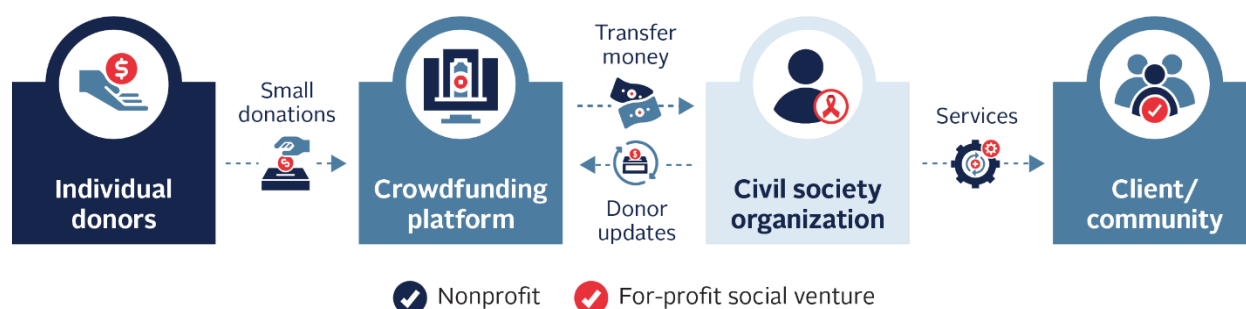 Individual
donors
Small
donations
Crowdfunding
platform
Transfer
money
Donor
updates
Civil society
organization
Services
Client/
community
Nonprofit
For-profit social venture